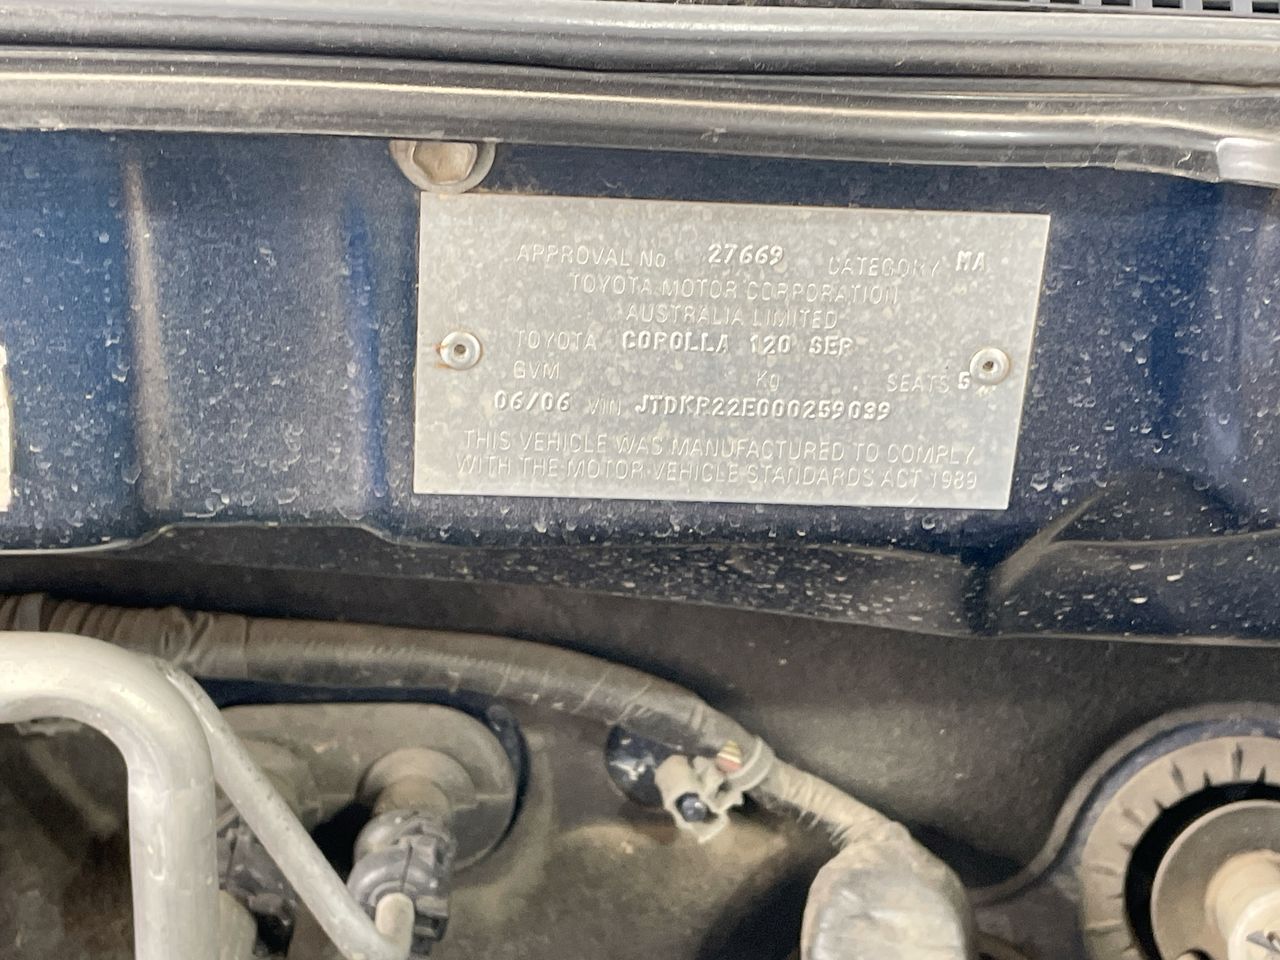 APPROVAL No 27669 CATEGORY MA
TOYOTA MOTOR CORPORATION
AUSTRALIA LIMITED
TOYOTA COROLLA 120 SER
GVM Kg SEATS 5
06/06 VIN JTDKR22E000259039
THIS VEHICLE WAS MANUFACTURED TO COMPLY
WITH THE MOTOR VEHICLE STANDARDS ACT 1989